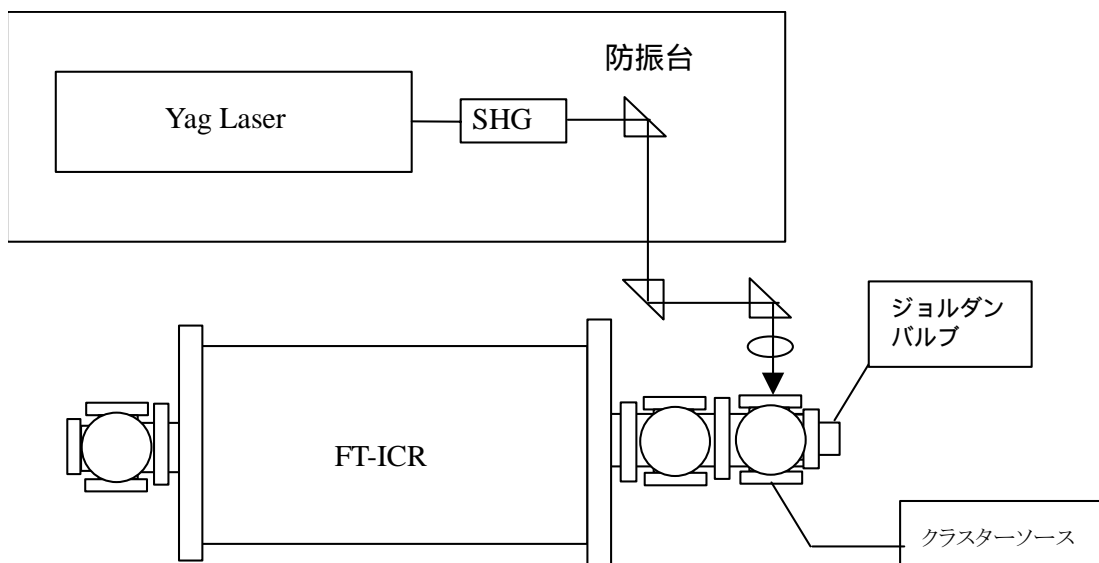 防振台
Yag Laser
SHG
ジョルダン
バルブ
FT-ICR
クラスターソース